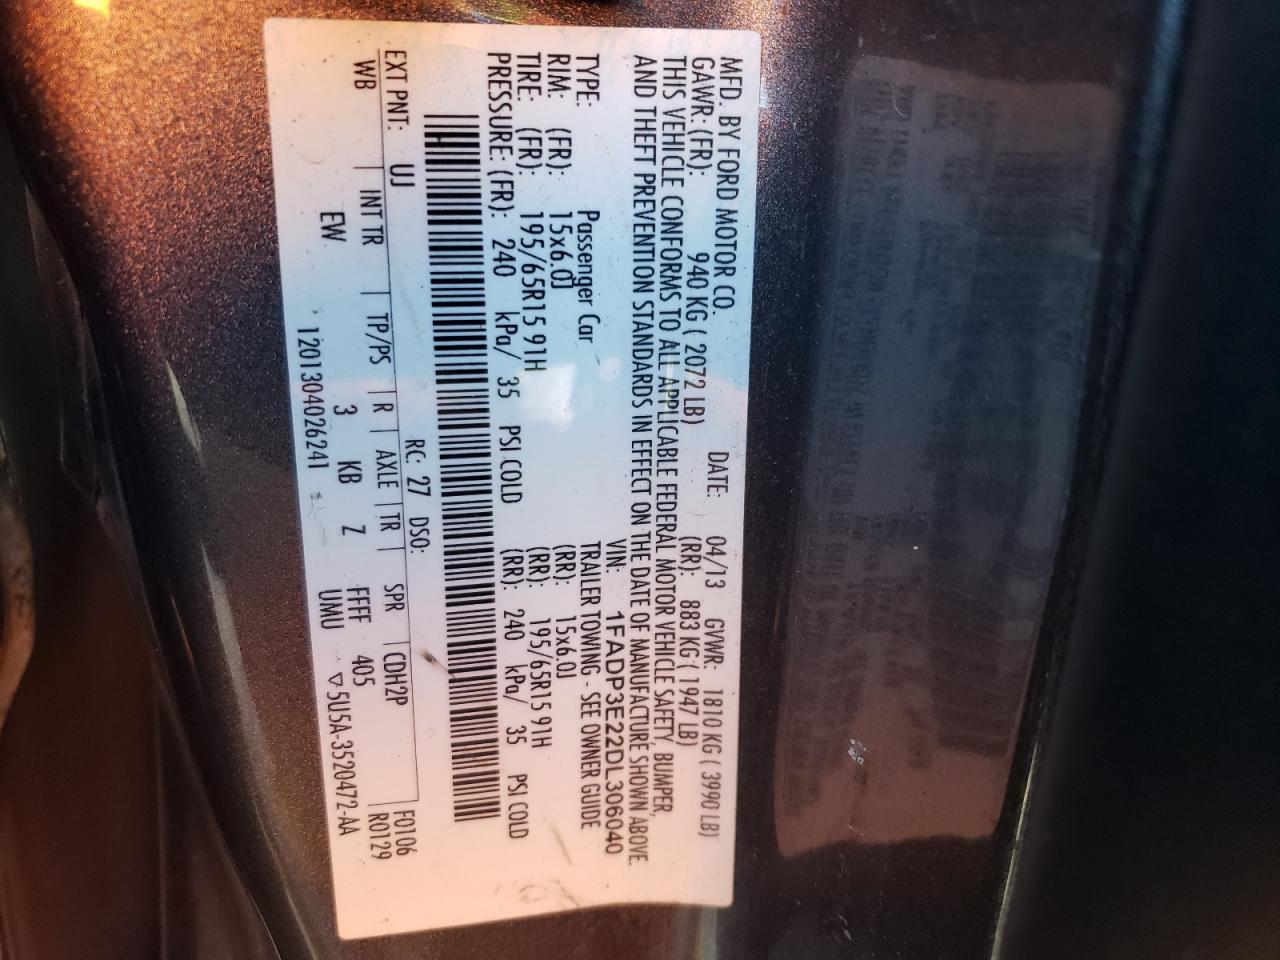 MFD. BY FORD MOTOR CO.
DATE: 04/13 GVWR: 1810 KG ( 3990 LB)
GAWR: (FR): 940 KG ( 2072 LB) (RR): 883 KG ( 1947 LB)
THIS VEHICLE CONFORMS TO ALL APPLICABLE FEDERAL MOTOR VEHICLE SAFETY, BUMPER,
AND THEFT PREVENTION STANDARDS IN EFFECT ON THE DATE OF MANUFACTURE SHOWN ABOVE.
VIN: 1FADP3E22DL306040
TYPE: Passenger Car TRAILER TOWING - SEE OWNER GUIDE
RIM: (FR): 15x6.0J (RR): 15x6.0J
TIRE: (FR): 195/65R15 91H (RR): 195/65R15 91H
PRESSURE: (FR): 240 kPa/ 35 PSI COLD (RR): 240 kPa/ 35 PSI COLD
EXT PNT: UJ RC: 27 DSO: F0106
WB INT TR TP/PS R AXLE TR SPR CDH2P R0129
EW 3 KB Z FFFF 405
12013040262​41 UMU ▽5U5A-3520472-AA